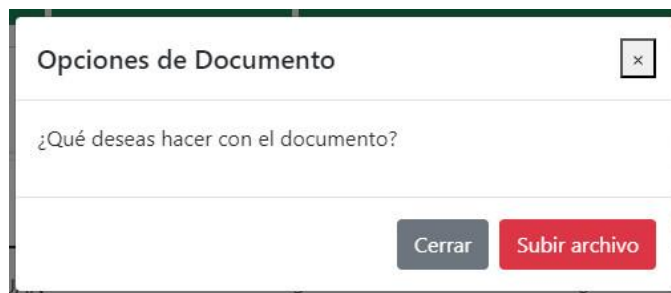 Opciones de Documento
×
¿Qué deseas hacer con el documento?
Cerrar
Subir archivo